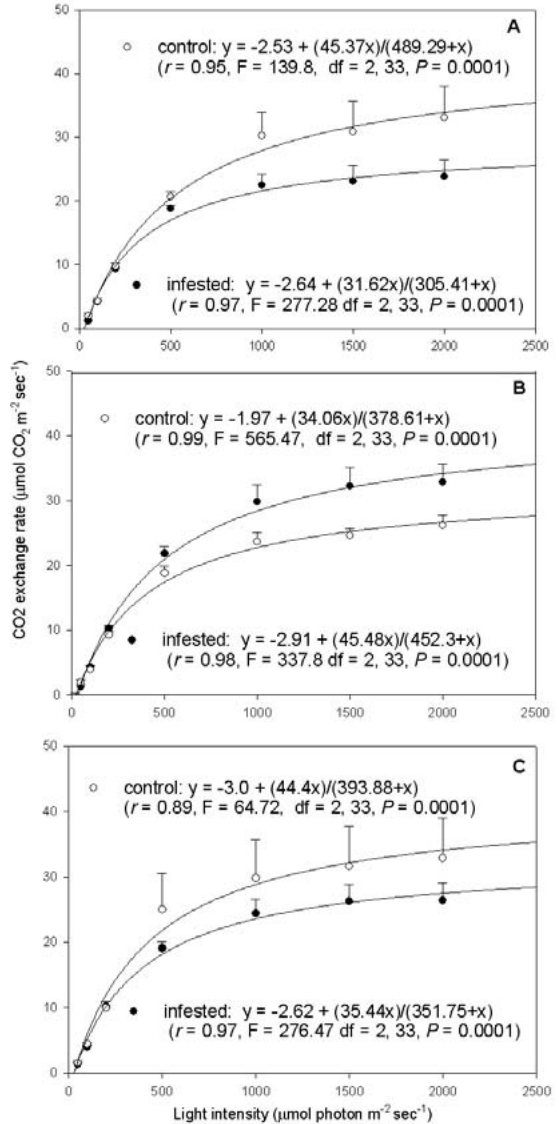 A
control: y = -2.53 + (45.37x)/(489.29+x)
(r = 0.95, F = 139.8, df = 2, 33, P = 0.0001)
infested: y = -2.64 + (31.62x)/(305.41+x)
(r = 0.97, F = 277.28 df = 2, 33, P = 0.0001)
50
40
30
20
10
0
500 1000 1500 2000 2500
B
control: y = -1.97 + (34.06x)/(378.61+x)
(r = 0.99, F = 565.47, df = 2, 33, P = 0.0001)
infested: y = -2.91 + (45.48x)/(452.3+x)
(r = 0.98, F = 337.8 df = 2, 33, P = 0.0001)
50
40
30
20
10
0
0 500 1000 1500 2000 2500
CO2 exchange rate (µmol CO₂ m⁻² sec⁻¹)
C
control: y = -3.0 + (44.4x)/(393.88+x)
(r = 0.89, F = 64.72, df = 2, 33, P = 0.0001)
infested: y = -2.62 + (35.44x)/(351.75+x)
(r = 0.97, F = 276.47 df = 2, 33, P = 0.0001)
50
40
30
20
10
0
0 500 1000 1500 2000 2500
Light intensity (µmol photon m⁻² sec⁻¹)